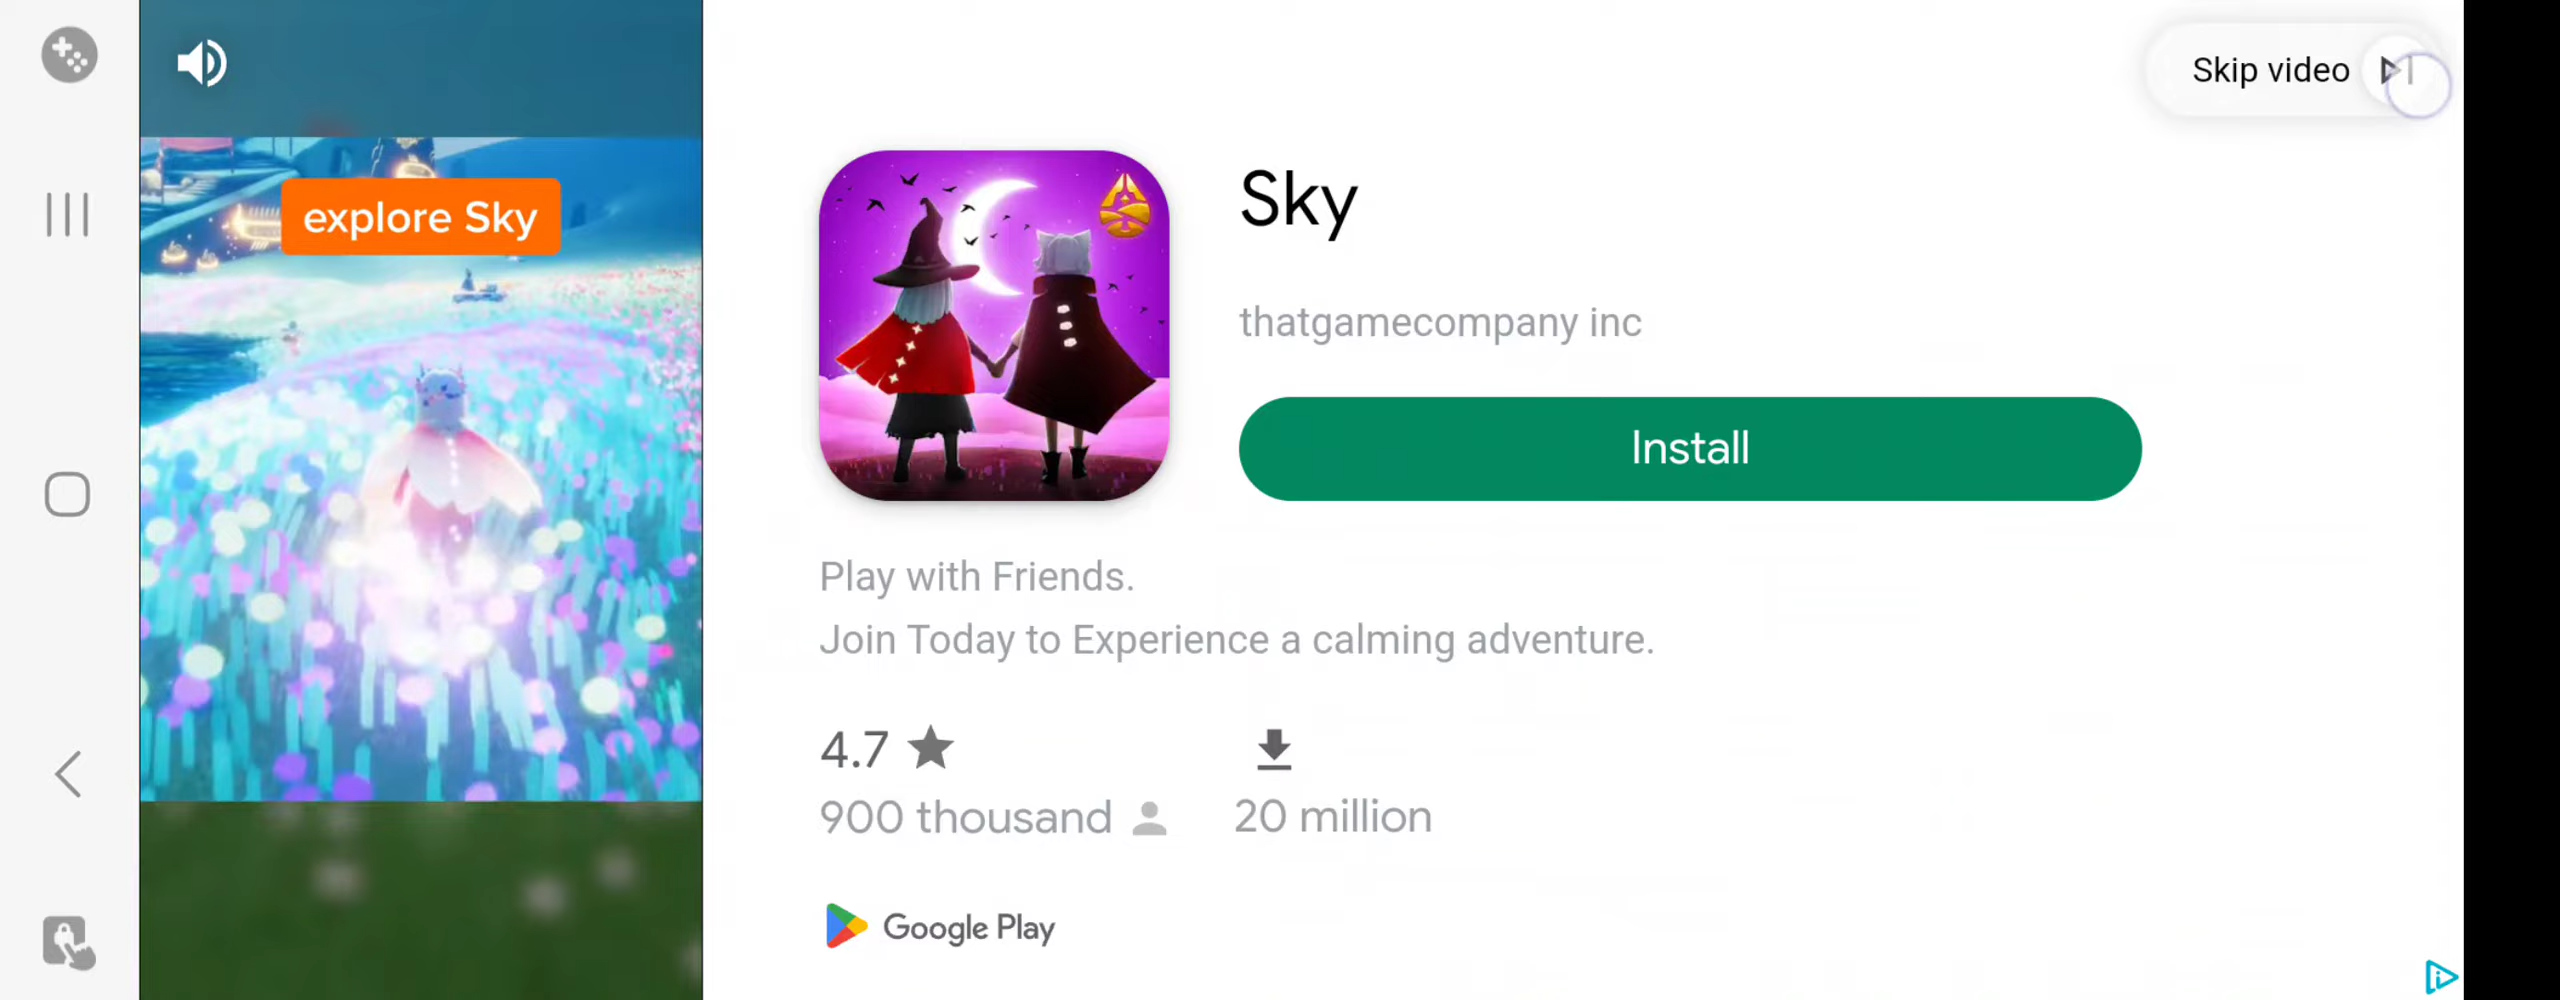 explore Sky
Skip video
Sky
thatgamecompany inc
Install
Play with Friends.
Join Today to Experience a calming adventure.
4.7
900 thousand
20 million
Google Play